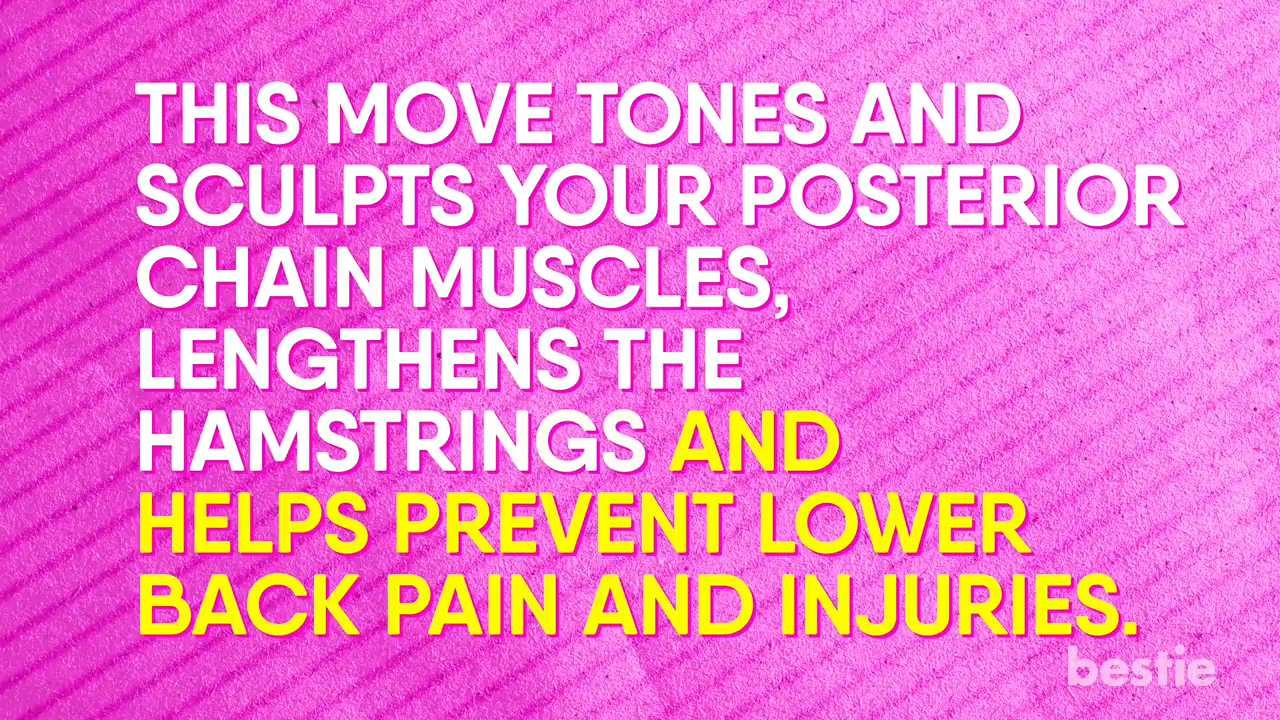 THIS MOVE TONES AND
SCULPTS YOUR POSTERIOR
CHAIN MUSCLES,
LENGTHENS THE
HAMSTRINGS AND
HELPS PREVENT LOWER
BACK PAIN AND INJURIES.
bestie